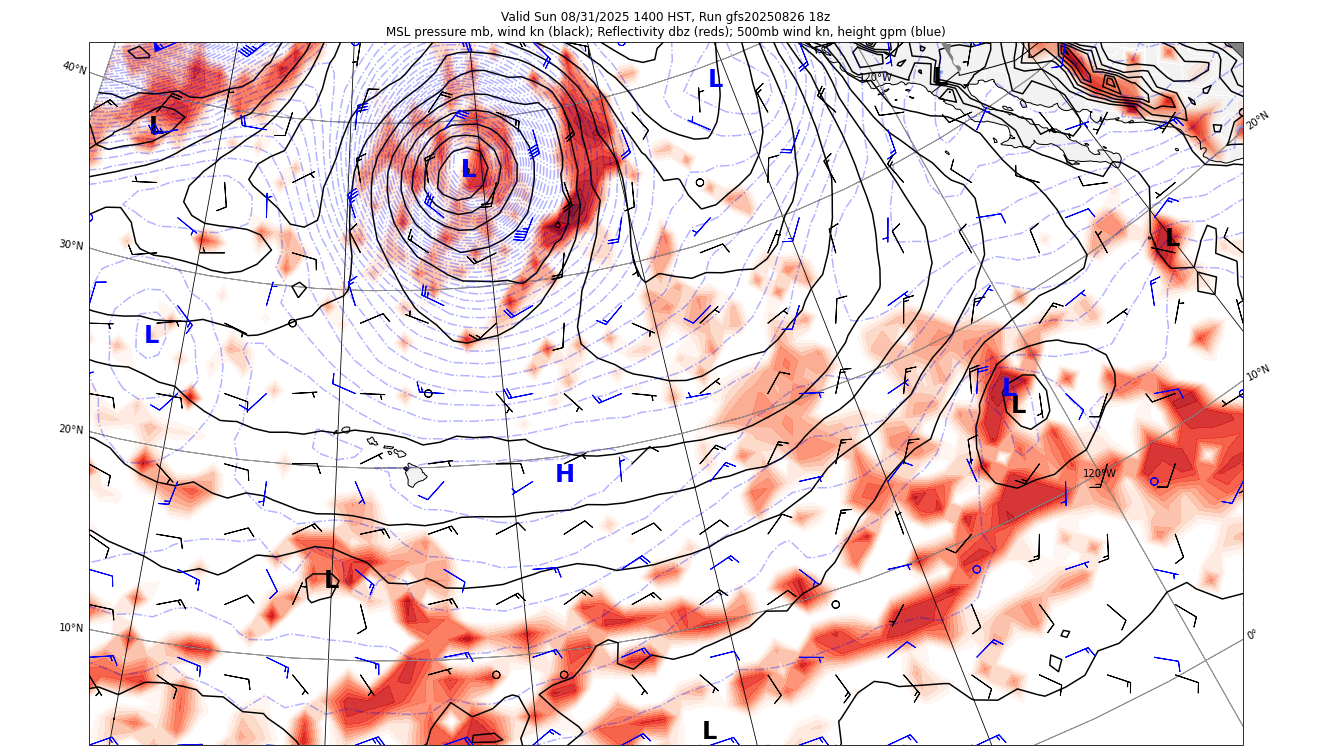 Valid Sun 08/31/2025 1400 HST, Run gfs20250826 18z
MSL pressure mb, wind kn (black); Reflectivity dbz (reds); 500mb wind kn, height gpm (blue)
40°N
L
L
120°W
L
20°N
L
L
30°N
L
L
10°N
L
L
20°N
H
120°W
L
10°N
0°
L